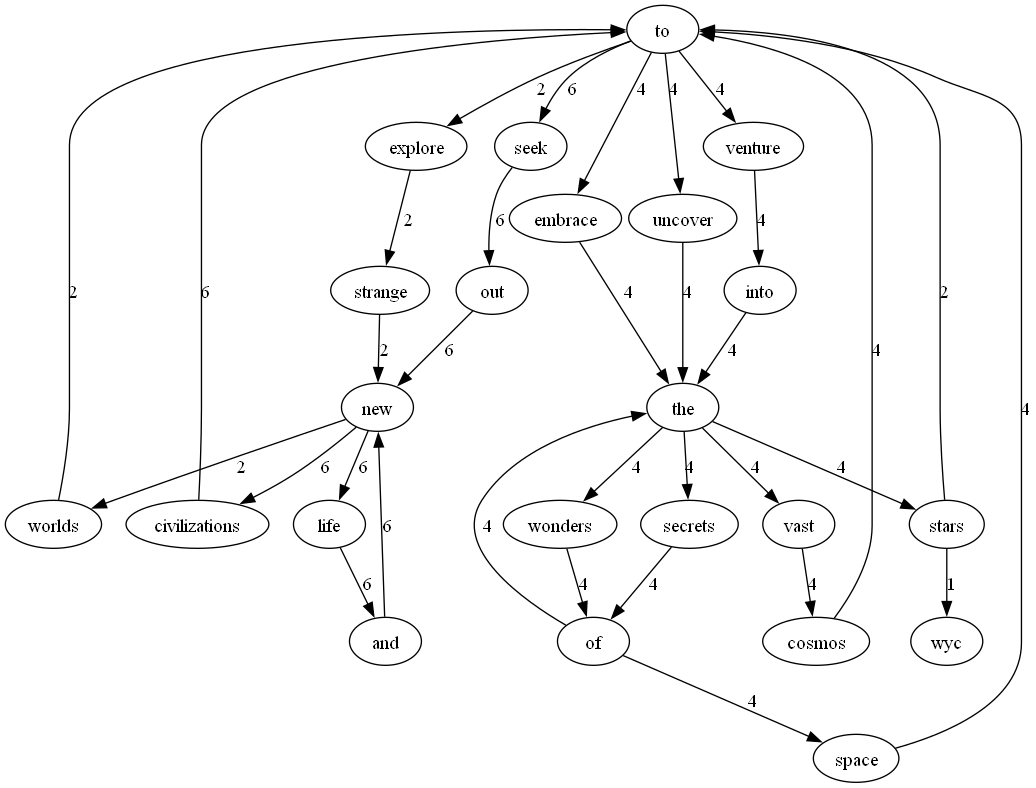 to
2
6
4
4
4
explore
seek
venture
embrace
uncover
2
6
4
strange
out
into
2
6
4
4
4
2
2
6
4
4
new
the
4
2
6
6
4
4
4
4
worlds
civilizations
life
wonders
secrets
vast
stars
6
4
6
4
4
4
1
and
of
cosmos
wyc
4
space